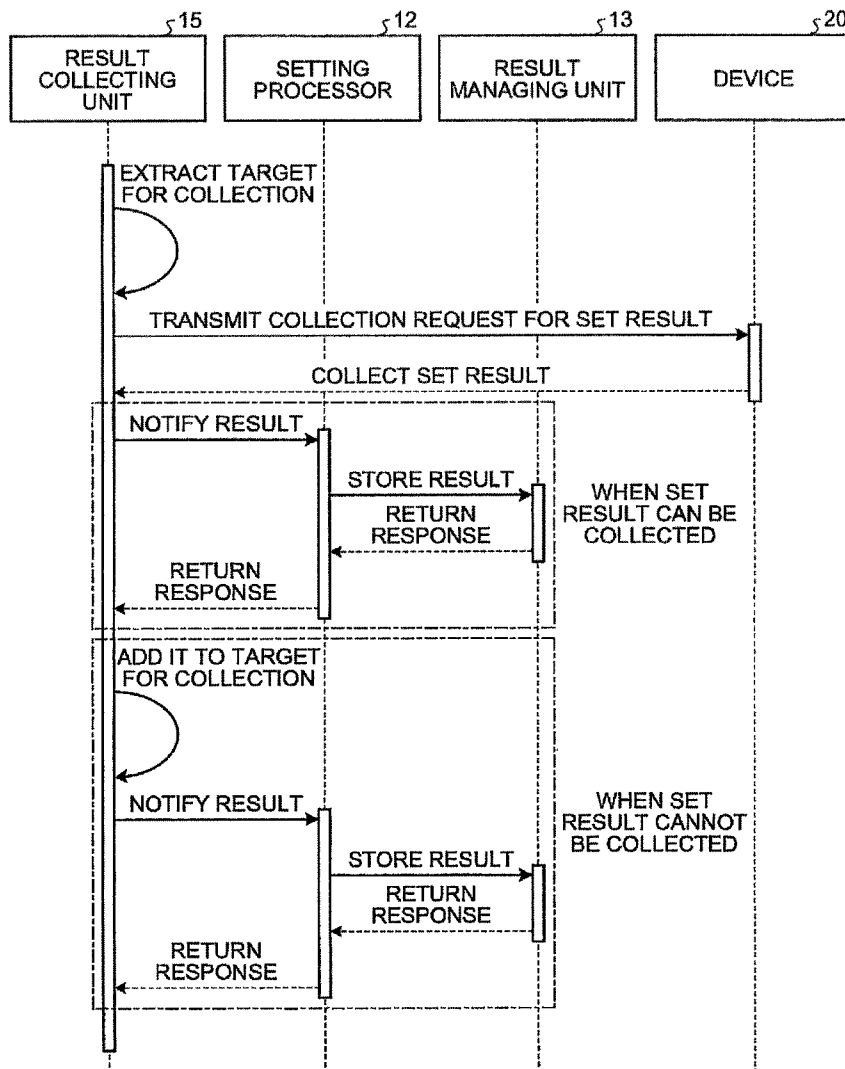 15
RESULT
COLLECTING
UNIT
12
SETTING
PROCESSOR
13
RESULT
MANAGING UNIT
20
DEVICE
EXTRACT TARGET
FOR COLLECTION
TRANSMIT COLLECTION REQUEST FOR SET RESULT
COLLECT SET RESULT
NOTIFY RESULT
STORE RESULT
RETURN
RESPONSE
RETURN
RESPONSE
WHEN SET
RESULT CAN BE
COLLECTED
ADD IT TO TARGET
FOR COLLECTION
NOTIFY RESULT
STORE RESULT
RETURN
RESPONSE
RETURN
RESPONSE
WHEN SET
RESULT CANNOT
BE COLLECTED